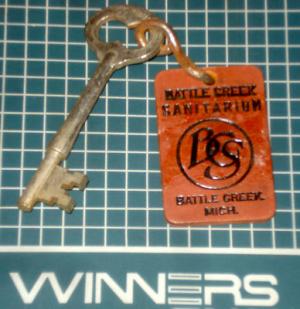 BATTLE CREEK
SANITARIUM
BCS
BATTLE CREEK,
MICH.
WINNERS